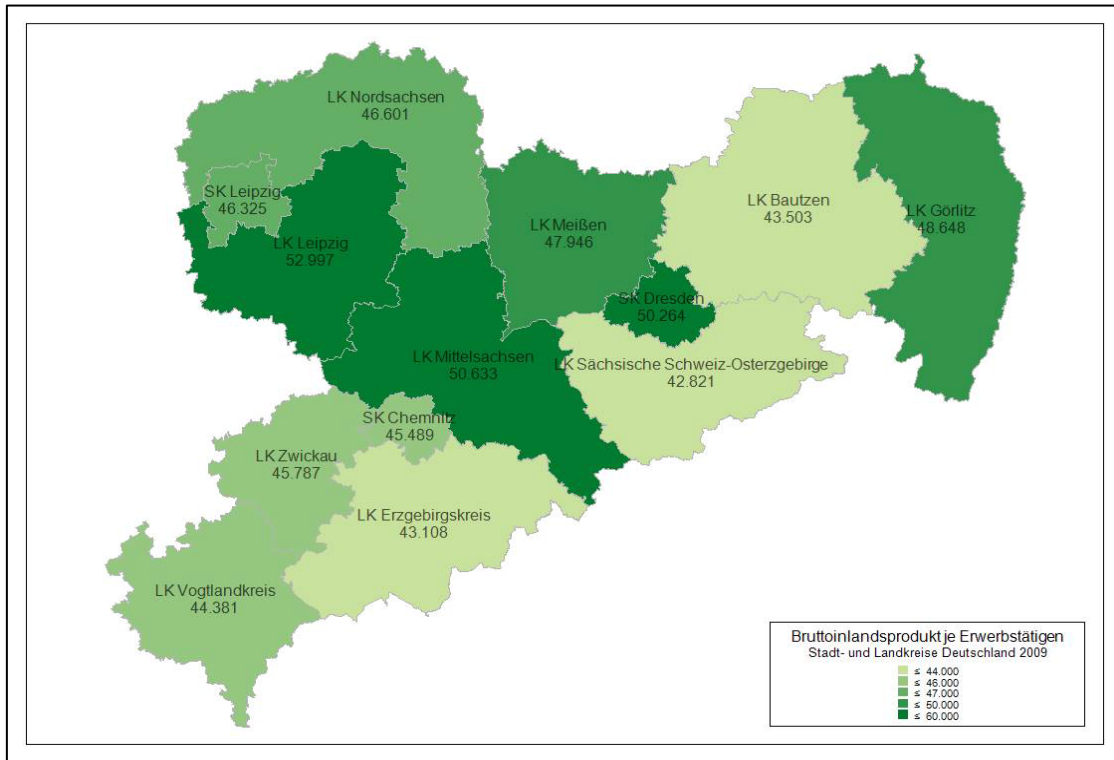 LK Nordsachsen
46.601
SK Leipzig
46.325
LK Leipzig
52.997
LK Meißen
47.946
LK Bautzen
43.503
LK Görlitz
48.648
SK Dresden
50.264
LK Mittelsachsen
50.633
LK Sächsische Schweiz-Osterzgebirge
42.821
SK Chemnitz
45.489
LK Zwickau
45.787
LK Erzgebirgskreis
43.108
LK Vogtlandkreis
44.381
Bruttoinlandsprodukt je Erwerbstätigen
Stadt- und Landkreise Deutschland 2009
≤ 44.000
≤ 46.000
≤ 47.000
≤ 50.000
≤ 60.000